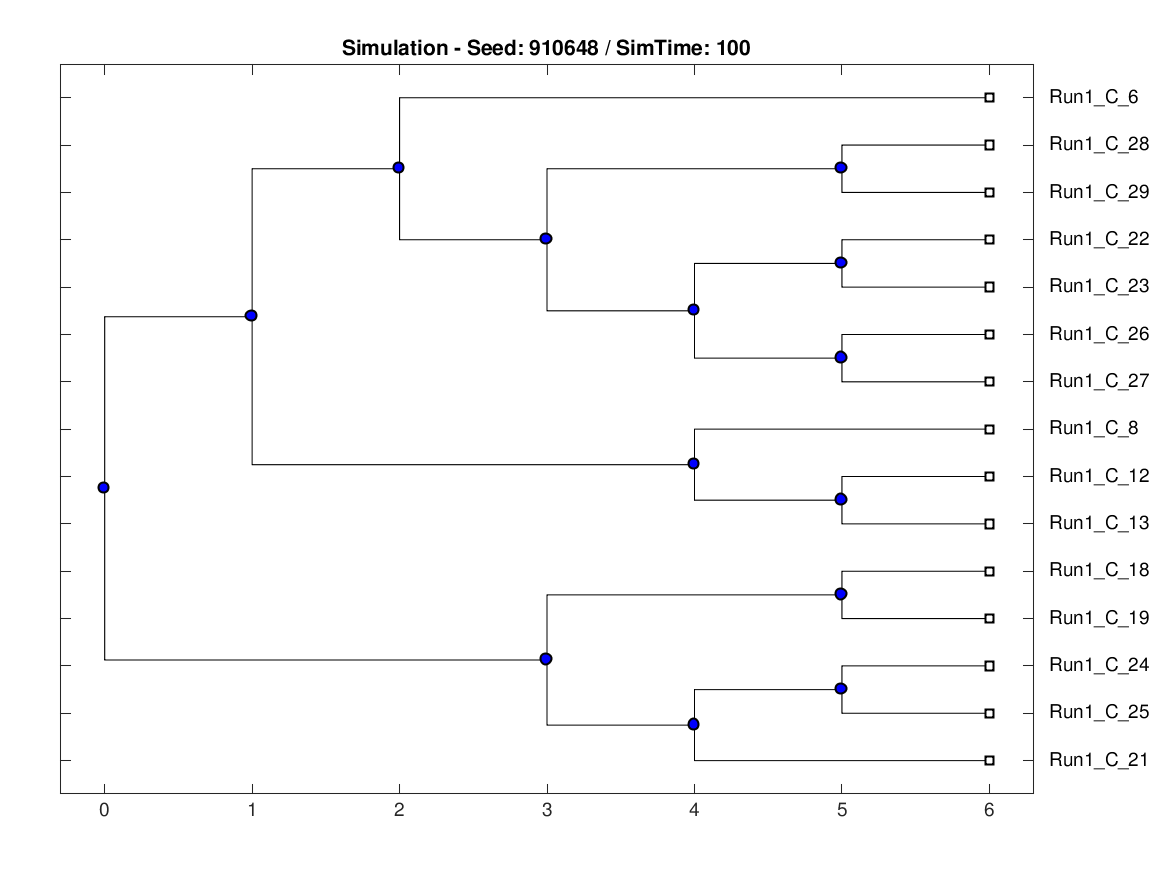 Simulation - Seed: 910648 / SimTime: 100
Run1_C_6
Run1_C_28
Run1_C_29
Run1_C_22
Run1_C_23
Run1_C_26
Run1_C_27
Run1_C_8
Run1_C_12
Run1_C_13
Run1_C_18
Run1_C_19
Run1_C_24
Run1_C_25
Run1_C_21
0 1 2 3 4 5 6